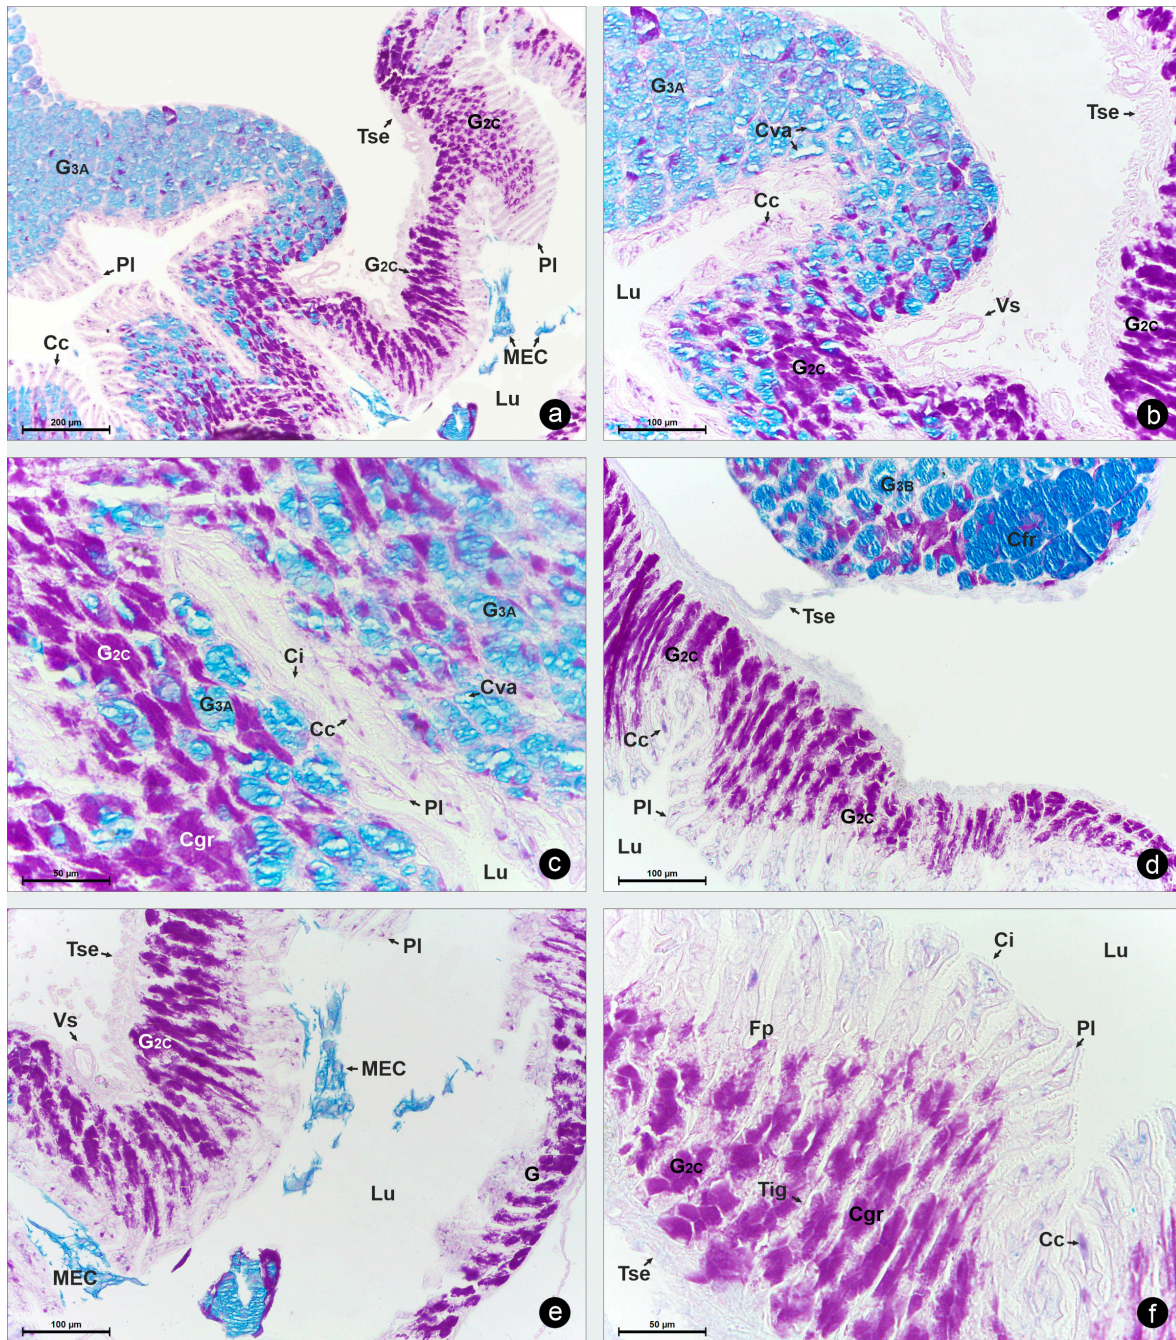 G3A
Tse
G2C
Pl
G2C
Pl
Cc
MEC
Lu
200 µm
a
G3A
Tse
Cva
Cc
Lu
Vs
G2C
G2C
100 µm
b
G3A
G2C
Ci
Cva
G3A
Cc
Pl
Cgr
Lu
50 µm
c
G3B
Cfr
Tse
G2C
Cc
Pl
G2C
Lu
100 µm
d
Tse
Pl
Vs
G2C
MEC
G
Lu
MEC
100 µm
e
Ci
Lu
Fp
Pl
G2C
Tig
Cgr
Cc
Tse
50 µm
f